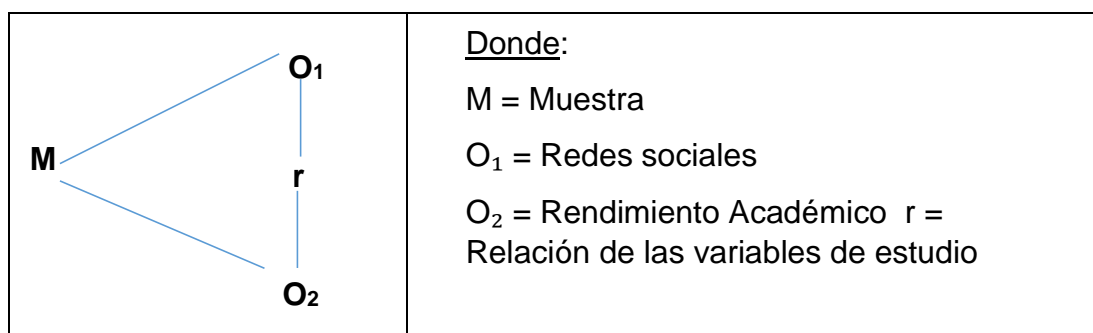 O₁
M
r
O₂
Donde:
M = Muestra
O₁ = Redes sociales
O₂ = Rendimiento Académico r =
Relación de las variables de estudio